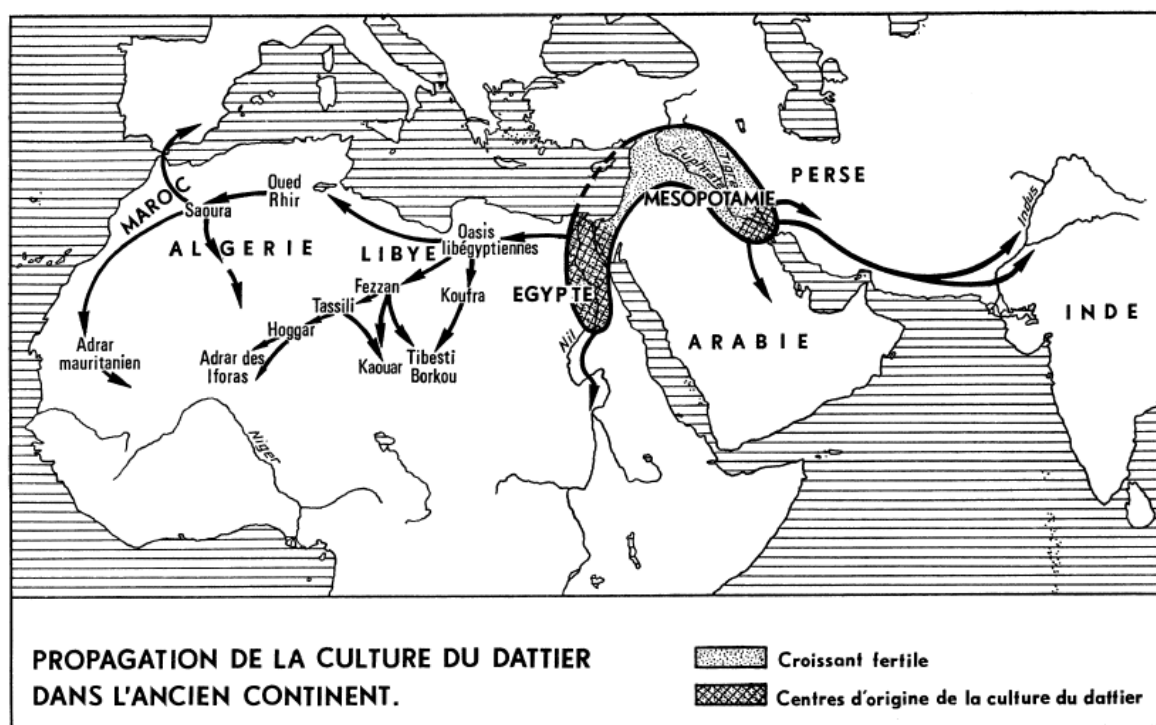 PERSE
Tigre
Euphrate
MÉSOPOTAMIE
Indus
INDE
ARABIE
MAROC
Oued
Rhir
Saoura
ALGERIE
LIBYE
Oasis
libégyptiennes
EGYPTE
Nil
Fezzan
Koufra
Tassili
Hoggar
Adrar des
Iforas
Kaouar
Tibesti
Borkou
Adrar
mauritanien
Niger
PROPAGATION DE LA CULTURE DU DATTIER
DANS L'ANCIEN CONTINENT.
Croissant fertile
Centres d'origine de la culture du dattier